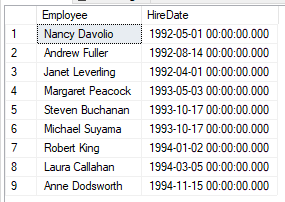 Employee HireDate
1 Nancy Davolio 1992-05-01 00:00:00.000
2 Andrew Fuller 1992-08-14 00:00:00.000
3 Janet Leverling 1992-04-01 00:00:00.000
4 Margaret Peacock 1993-05-03 00:00:00.000
5 Steven Buchanan 1993-10-17 00:00:00.000
6 Michael Suyama 1993-10-17 00:00:00.000
7 Robert King 1994-01-02 00:00:00.000
8 Laura Callahan 1994-03-05 00:00:00.000
9 Anne Dodsworth 1994-11-15 00:00:00.000